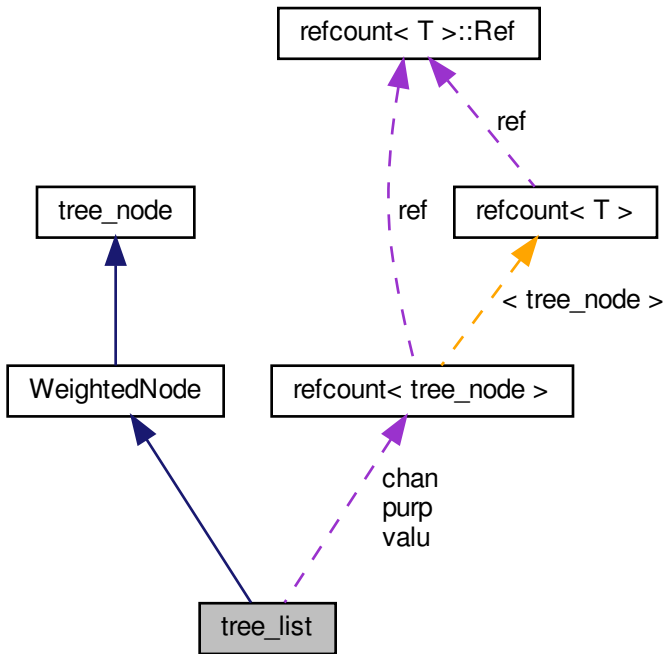 refcount< T >::Ref
ref
tree_node
ref
refcount< T >
< tree_node >
WeightedNode
refcount< tree_node >
chan
purp
valu
tree_list